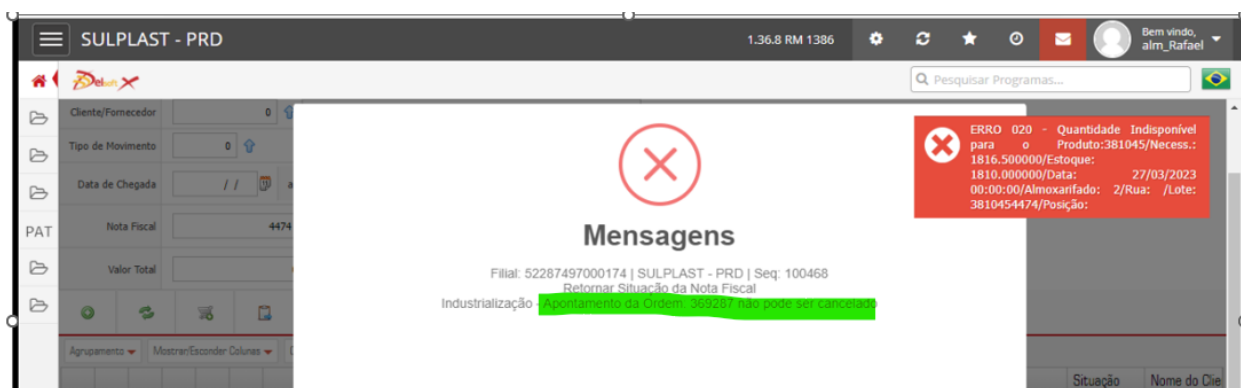 SULPLAST - PRD
1.36.8 RM 1386
Bem vindo,
alm_Rafael
Delsoft X
Pesquisar Programas...
Cliente/Fornecedor 0
Tipo de Movimento 0
Data de Chegada / / a
PAT
Nota Fiscal 4474
Valor Total
ERRO 020 - Quantidade Indisponível
para o Produto:381045/Necess.:
1816.500000/Estoque:
1810.000000/Data: 27/03/2023
00:00:00/Almoxarifado: 2/Rua: /Lote:
3810454474/Posição:
Mensagens
Filial: 52287497000174 | SULPLAST - PRD | Seq: 100468
Retornar Situação da Nota Fiscal
Industrialização - Apontamento da Ordem: 369287 não pode ser cancelado
Agrupamento Mostrar/Esconder Colunas
Situação Nome do Clie